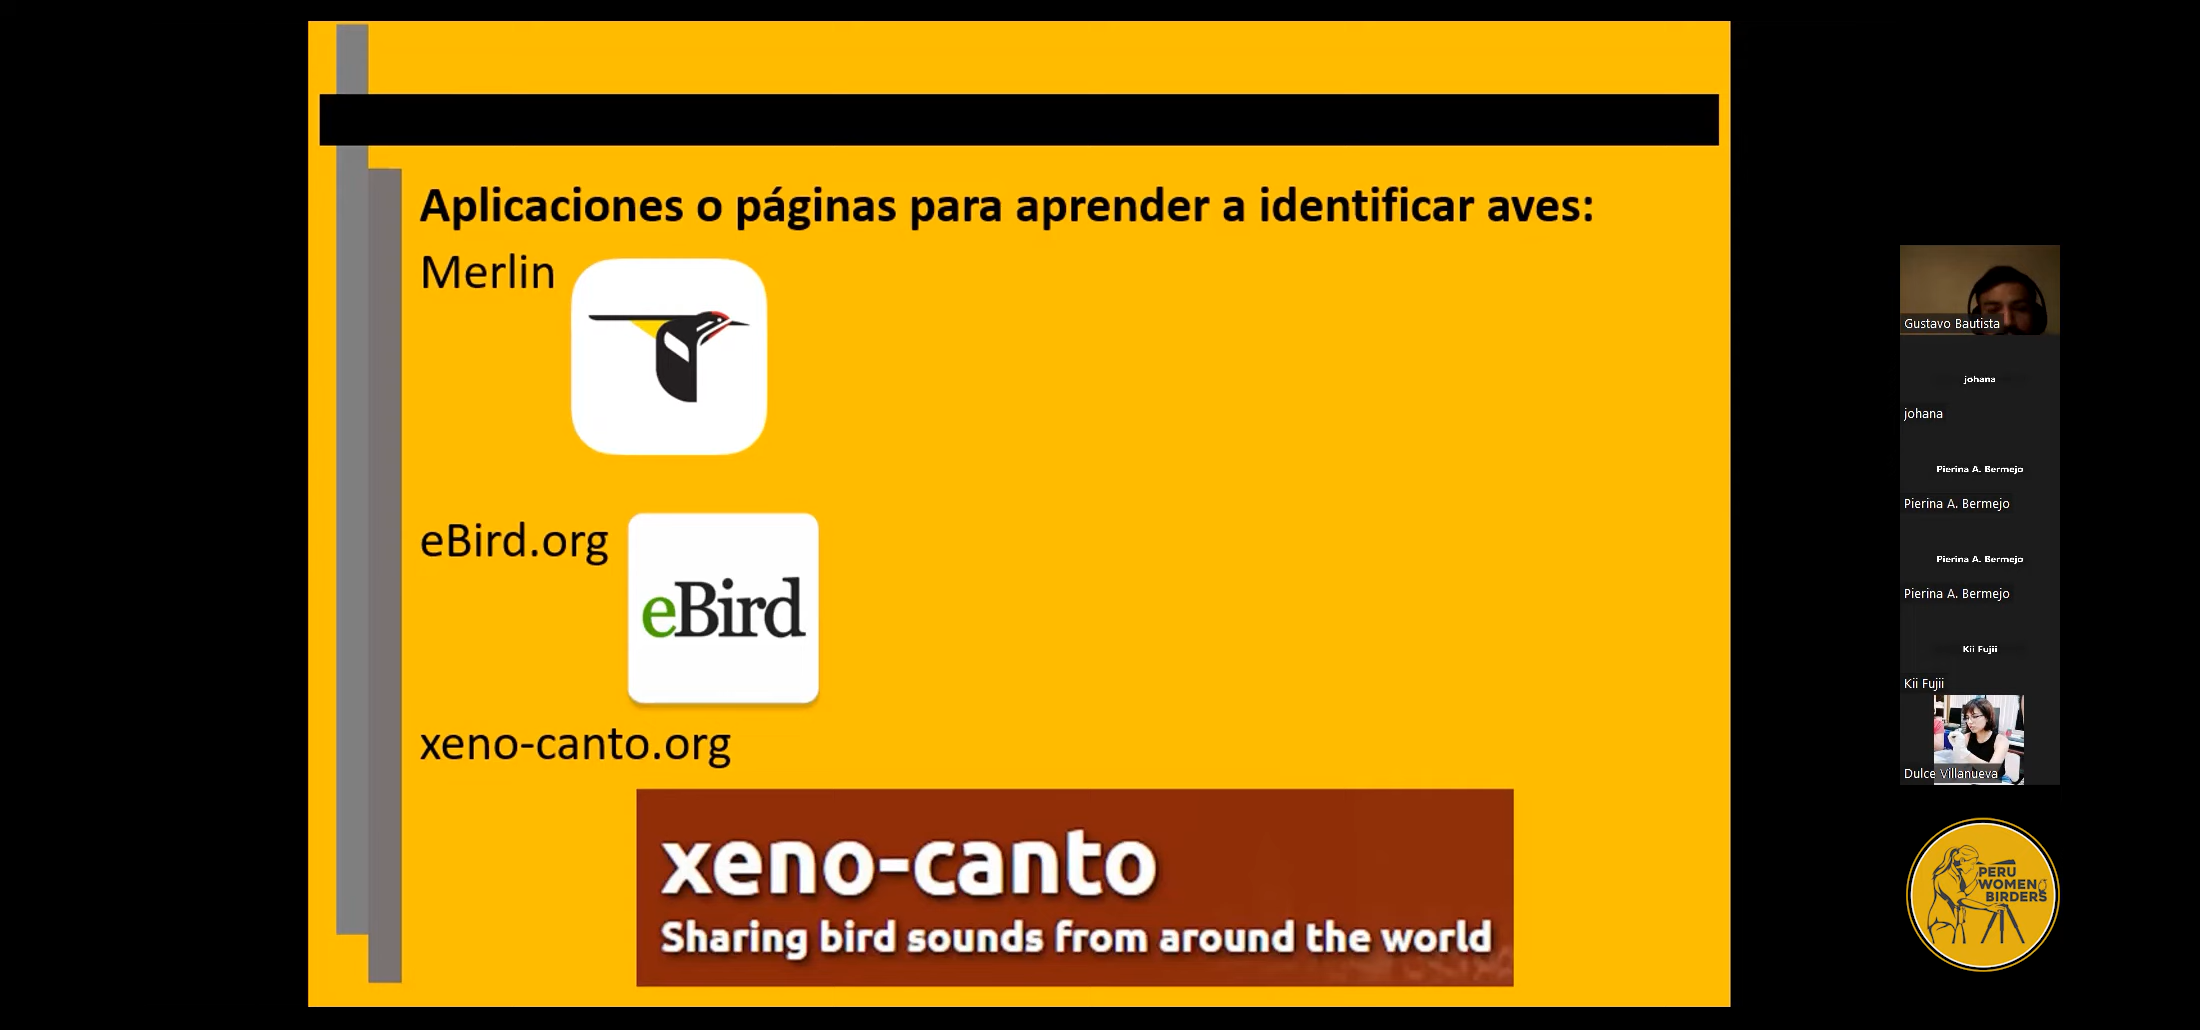 Aplicaciones o páginas para aprender a identificar aves:
Merlin
eBird.org
eBird
xeno-canto.org
xeno-canto
Sharing bird sounds from around the world
Gustavo Bautista
johana
johana
Pierina A. Bermejo
Pierina A. Bermejo
Pierina A. Bermejo
Pierina A. Bermejo
Kii Fujii
Kii Fujii
Dulce Villanueva
PERU
WOMEN
BIRDERS